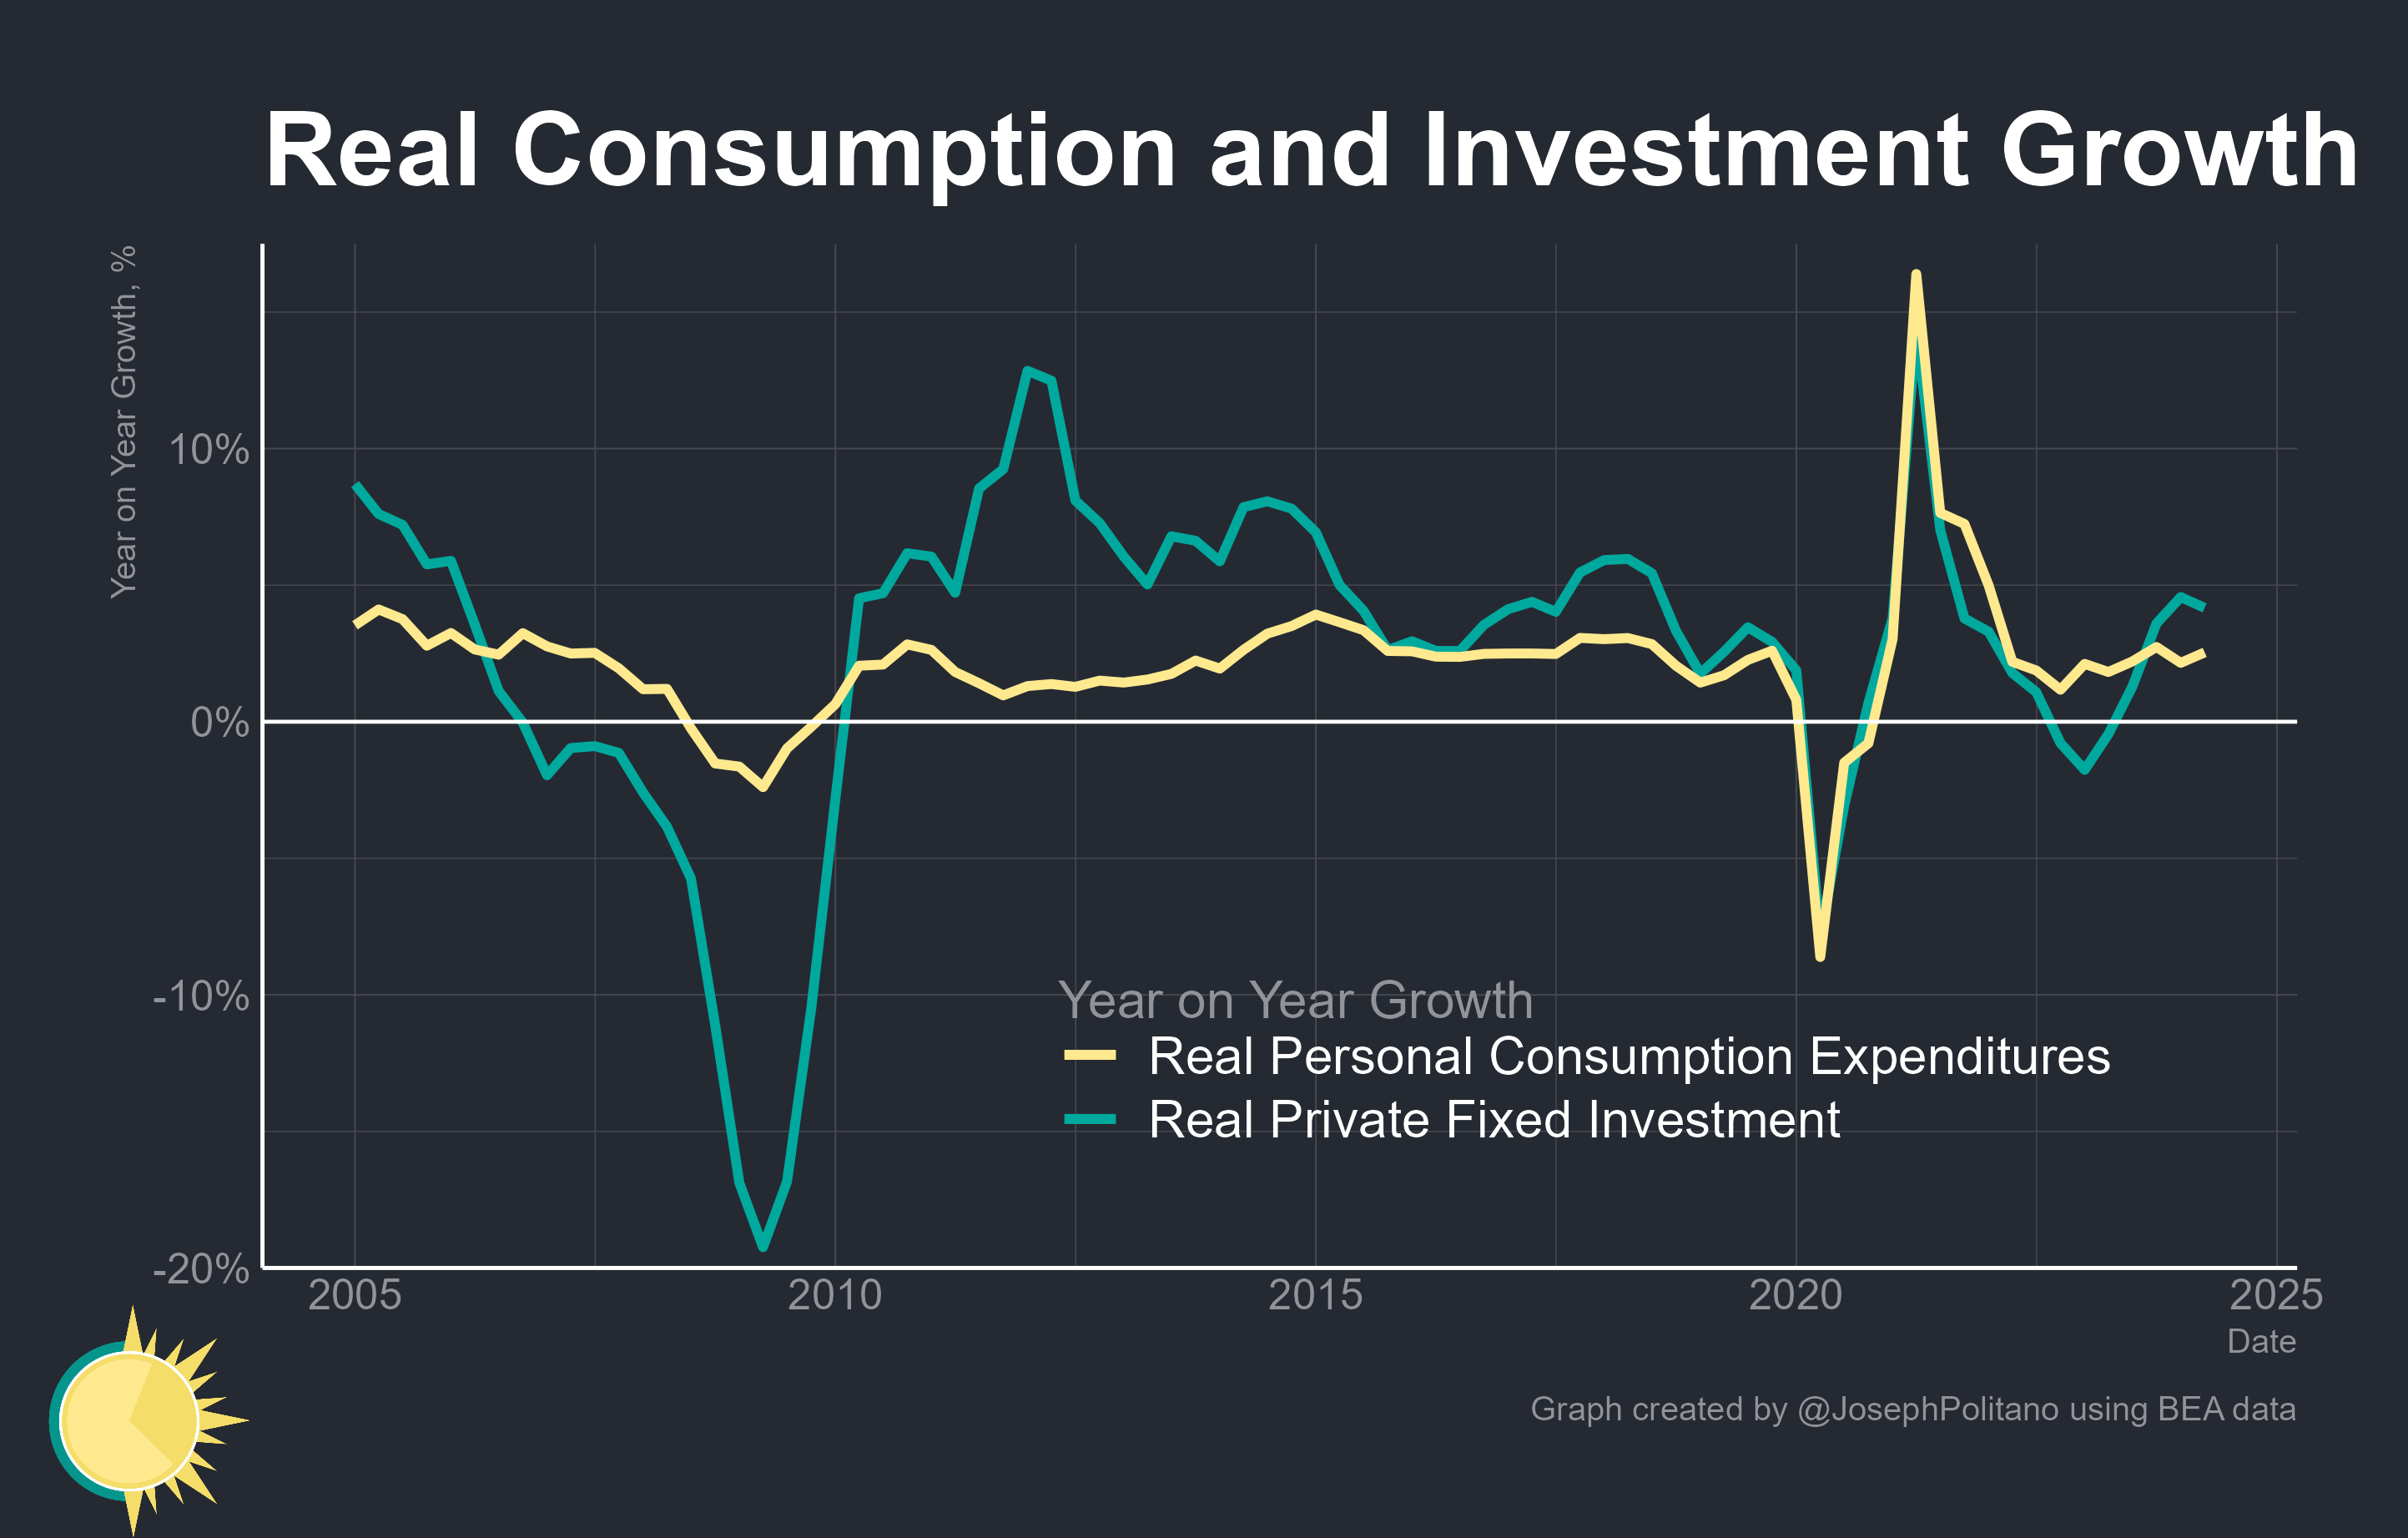 Real Consumption and Investment Growth
Year on Year Growth, %
10%
0%
-10%
-20%
Year on Year Growth
Real Personal Consumption Expenditures
Real Private Fixed Investment
2005 2010 2015 2020 2025
Date
Graph created by @JosephPolitano using BEA data